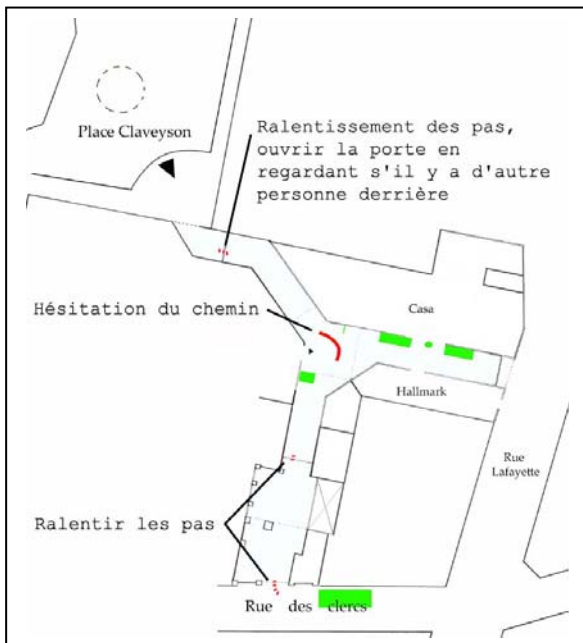 Place Claveyson
Ralentissement des pas,
ouvrir la porte en
regardant s'il y a d'autre
personne derrière
Hésitation du chemin
Casa
Hallmark
Rue
Lafayette
Ralentir les pas
Rue des clercs